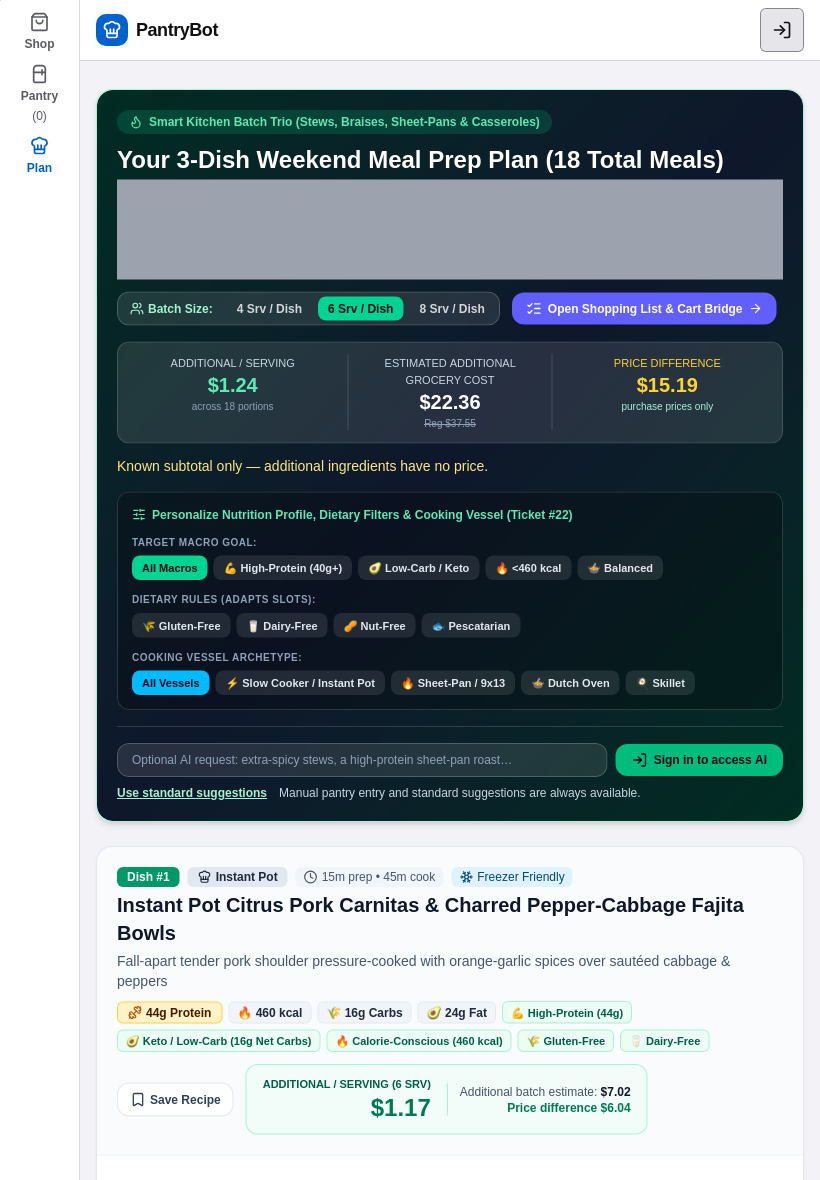 Shop
Pantry
(0)
Plan
PantryBot
Smart Kitchen Batch Trio (Stews, Braises, Sheet-Pans & Casseroles)
Your 3-Dish Weekend Meal Prep Plan (18 Total Meals)
Batch Size: 4 Srv / Dish 6 Srv / Dish 8 Srv / Dish
Open Shopping List & Cart Bridge
ADDITIONAL / SERVING
$1.24
across 18 portions
ESTIMATED ADDITIONAL
GROCERY COST
$22.36
Reg $37.55
PRICE DIFFERENCE
$15.19
purchase prices only
Known subtotal only — additional ingredients have no price.
Personalize Nutrition Profile, Dietary Filters & Cooking Vessel (Ticket #22)
TARGET MACRO GOAL:
All Macros 💪 High-Protein (40g+) 🥑 Low-Carb / Keto 🔥 <460 kcal 🍲 Balanced
DIETARY RULES (ADAPTS SLOTS):
🌾 Gluten-Free 🥛 Dairy-Free 🥜 Nut-Free 🐟 Pescatarian
COOKING VESSEL ARCHETYPE:
All Vessels ⚡ Slow Cooker / Instant Pot 🔥 Sheet-Pan / 9x13 🍲 Dutch Oven 🍳 Skillet
Optional AI request: extra-spicy stews, a high-protein sheet-pan roast…
Sign in to access AI
Use standard suggestions Manual pantry entry and standard suggestions are always available.
Dish #1 Instant Pot 15m prep • 45m cook Freezer Friendly
Instant Pot Citrus Pork Carnitas & Charred Pepper-Cabbage Fajita
Bowls
Fall-apart tender pork shoulder pressure-cooked with orange-garlic spices over sautéed cabbage &
peppers
44g Protein 🔥 460 kcal 🌾 16g Carbs 🥑 24g Fat 💪 High-Protein (44g)
🥑 Keto / Low-Carb (16g Net Carbs) 🔥 Calorie-Conscious (460 kcal) 🌾 Gluten-Free 🥛 Dairy-Free
Save Recipe
ADDITIONAL / SERVING (6 SRV)
$1.17
Additional batch estimate: $7.02
Price difference $6.04